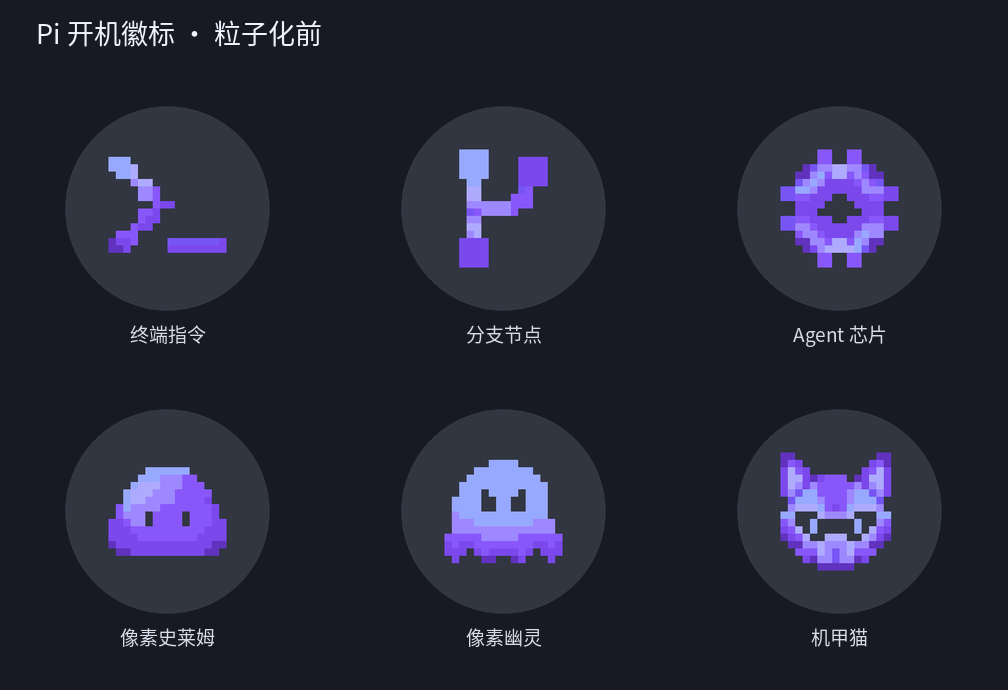 Pi 开机徽标 · 粒子化前
终端指令
分支节点
Agent 芯片
像素史莱姆
像素幽灵
机甲猫